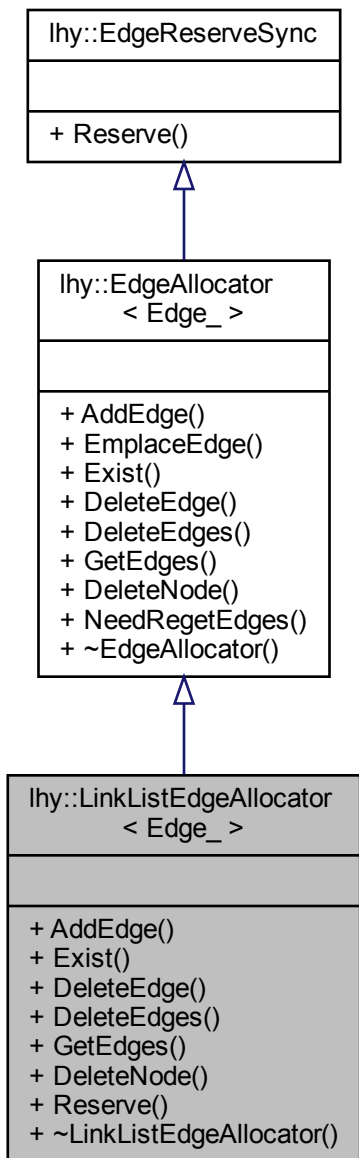 lhy::EdgeReserveSync
+ Reserve()
lhy::EdgeAllocator
< Edge_ >
+ AddEdge()
+ EmplaceEdge()
+ Exist()
+ DeleteEdge()
+ DeleteEdges()
+ GetEdges()
+ DeleteNode()
+ NeedRegetEdges()
+ ~EdgeAllocator()
lhy::LinkListEdgeAllocator
< Edge_ >
+ AddEdge()
+ Exist()
+ DeleteEdge()
+ DeleteEdges()
+ GetEdges()
+ DeleteNode()
+ Reserve()
+ ~LinkListEdgeAllocator()